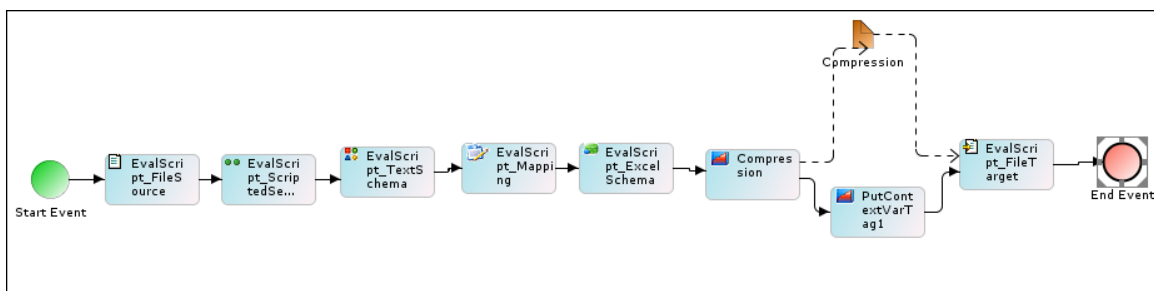 Start Event
EvalScri
pt_FileS
ource
EvalScri
pt_Scrip
tedSe...
EvalScri
pt_TextS
chema
EvalScri
pt_Mappi
ng
EvalScri
pt_Excel
Schema
Compres
sion
Compression
PutCont
extVarT
ag1
EvalScri
pt_FileT
arget
End Event